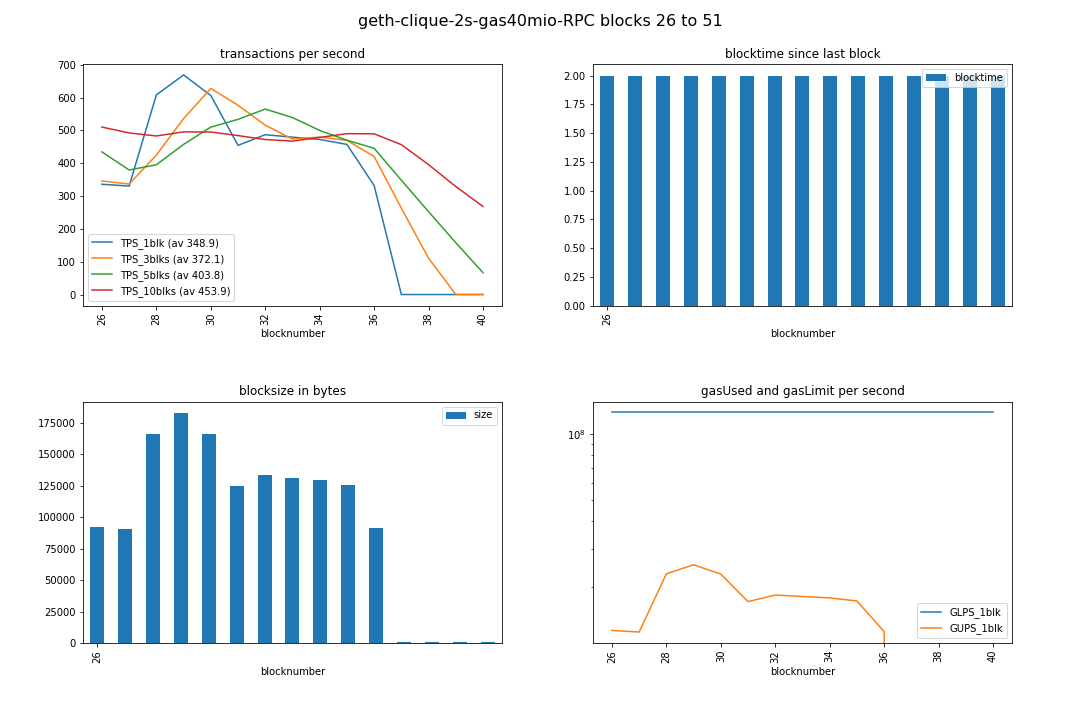 geth-clique-2s-gas40mio-RPC blocks 26 to 51
transactions per second
700
600
500
400
300
200
100
0
TPS_1blk (av 348.9)
TPS_3blks (av 372.1)
TPS_5blks (av 403.8)
TPS_10blks (av 453.9)
26
28
30
32
34
36
38
40
blocknumber
blocktime since last block
2.00
1.75
1.50
1.25
1.00
0.75
0.50
0.25
0.00
blocktime
26
blocknumber
blocksize in bytes
175000
150000
125000
100000
75000
50000
25000
0
size
26
blocknumber
gasUsed and gasLimit per second
10⁸
GLPS_1blk
GUPS_1blk
26
28
30
32
34
36
38
40
blocknumber